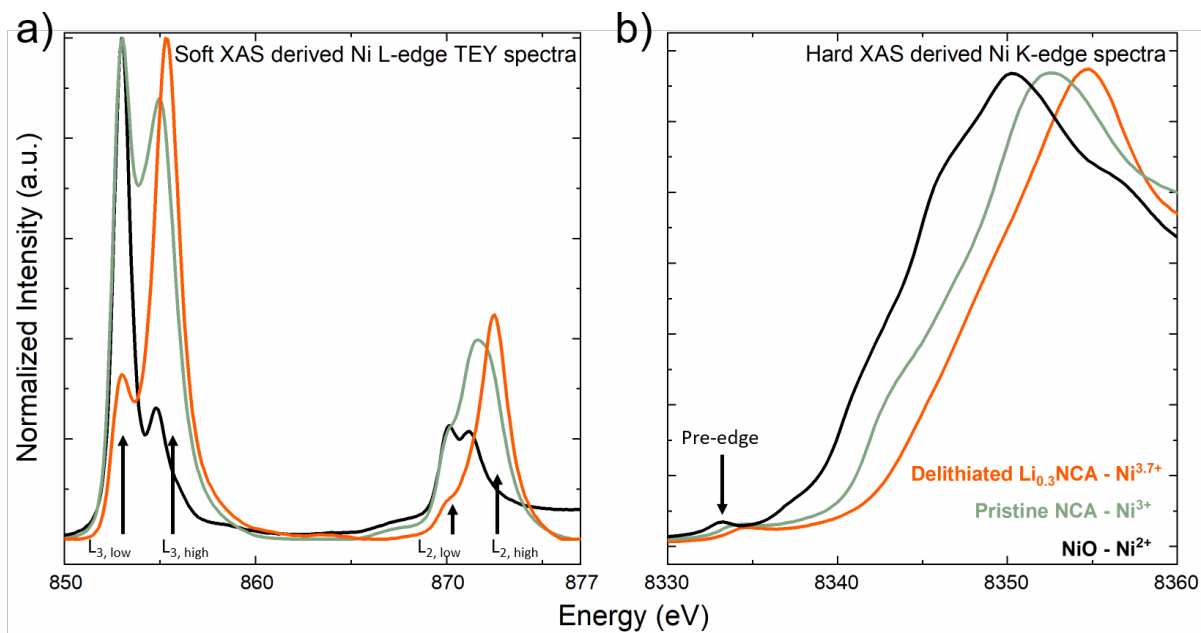 a)
Soft XAS derived Ni L-edge TEY spectra
Normalized Intensity (a.u.)
L3, low
L3, high
L2, low
L2, high
850
860
870
877
b)
Hard XAS derived Ni K-edge spectra
Pre-edge
Delithiated Li0.3NCA - Ni3.7+
Pristine NCA - Ni3+
NiO - Ni2+
8330
8340
8350
8360
Energy (eV)